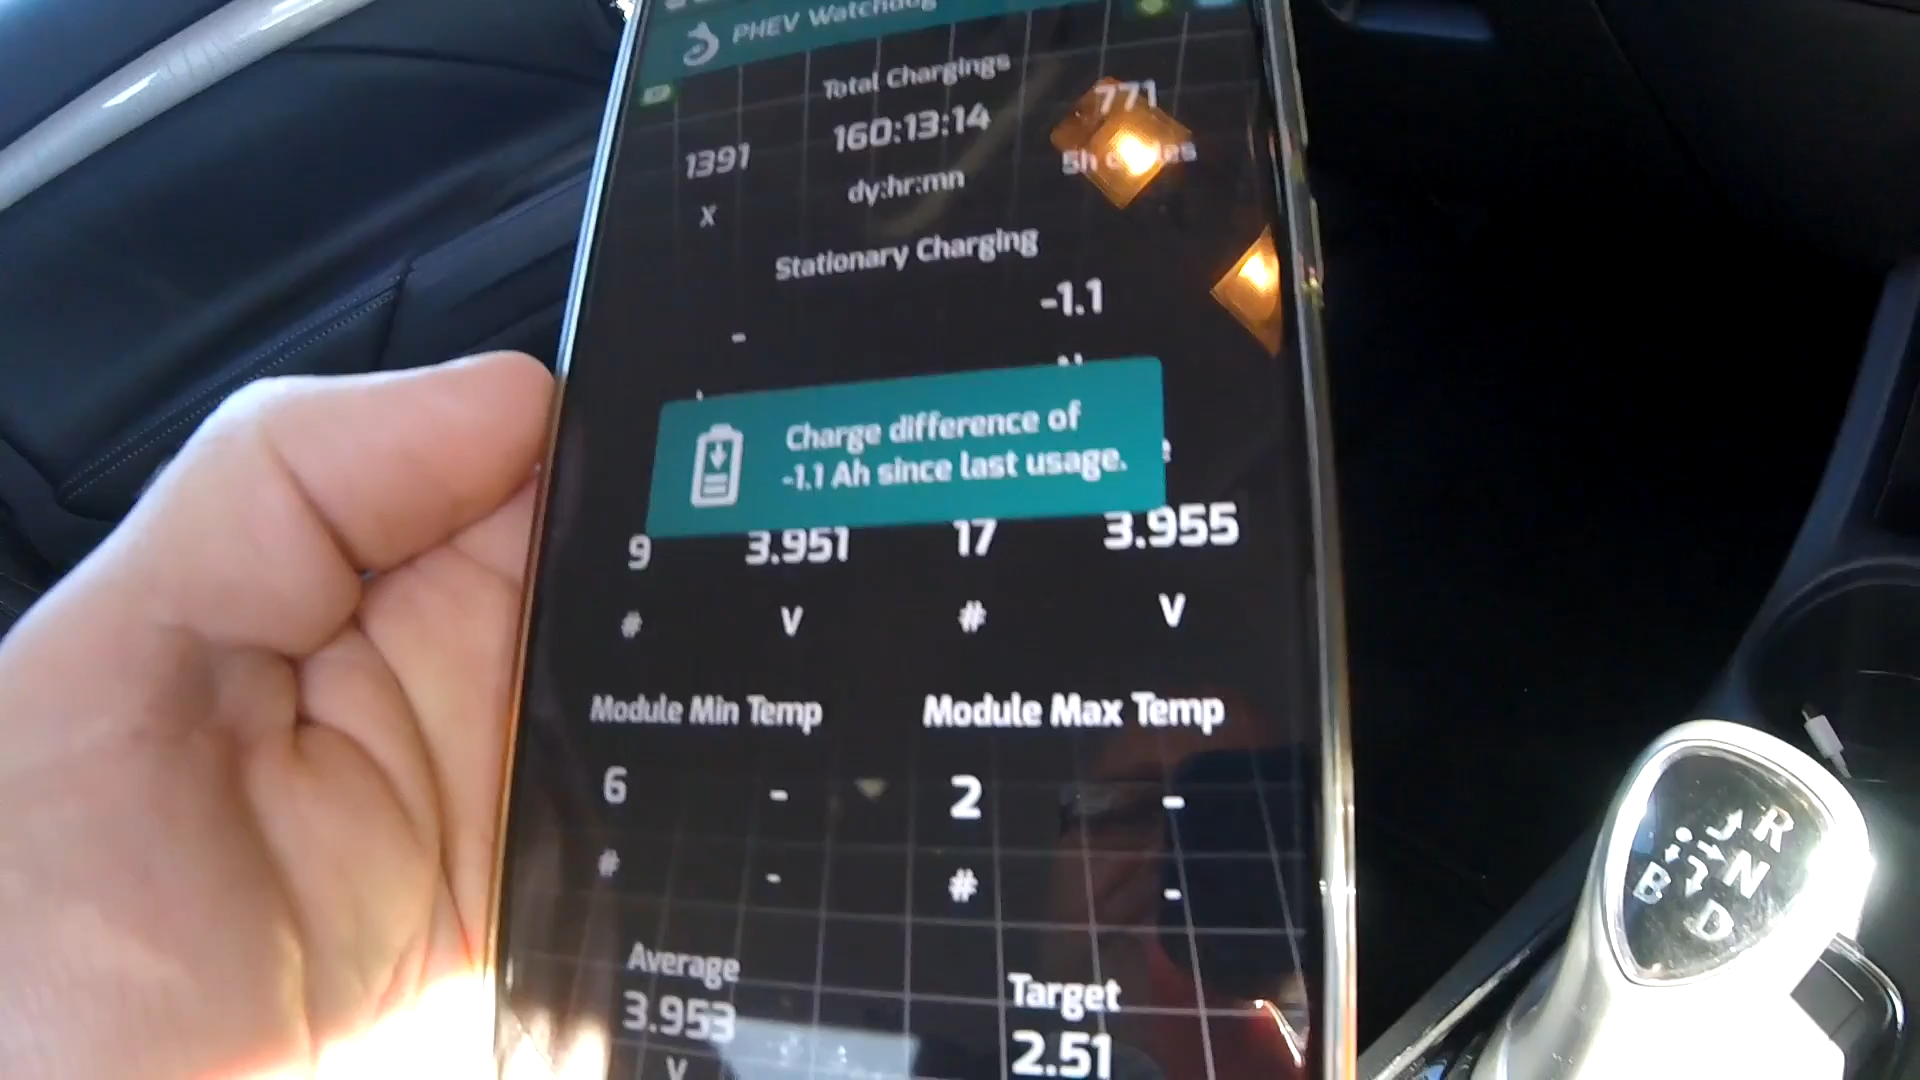 PHEV Watchdog
Total Chargings
1391 160:13:14 771
x dy:hr:mn 5h
Stationary Charging
- -1.1
Charge difference of
-1.1 Ah since last usage.
9 3.951 17 3.955
# V # V
Module Min Temp Module Max Temp
6 - 2 -
# - # -
Average Target
3.953 2.51
V
R
B N
D